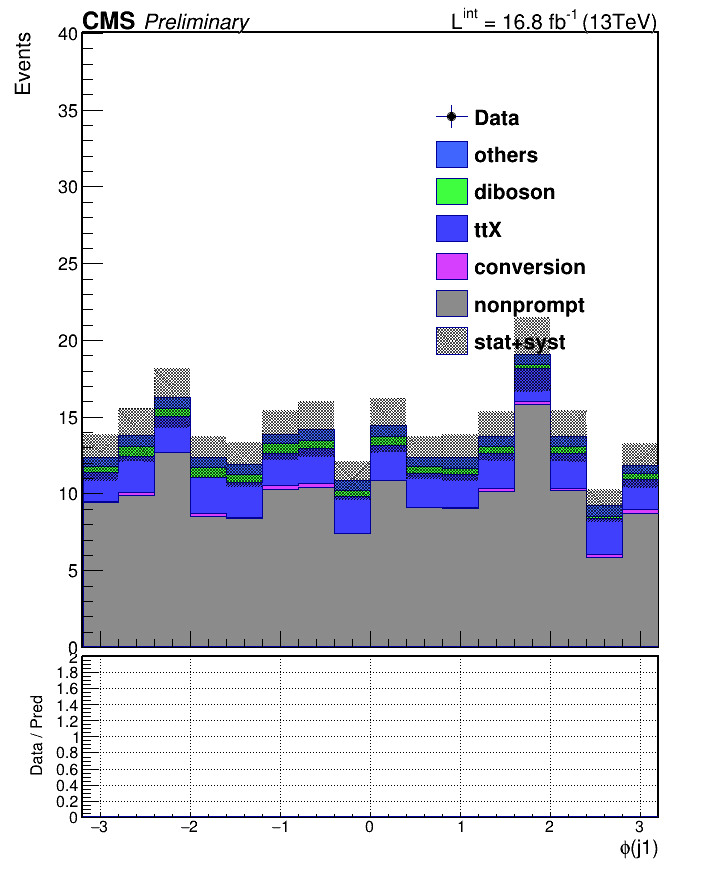 CMS Preliminary
L^int = 16.8 fb^-1 (13TeV)
Events
40
35
30
25
20
15
10
5
0
Data
others
diboson
ttX
conversion
nonprompt
stat+syst
Data / Pred
2
1.8
1.6
1.4
1.2
1
0.8
0.6
0.4
0.2
0
−3 −2 −1 0 1 2 3
ϕ(j1)